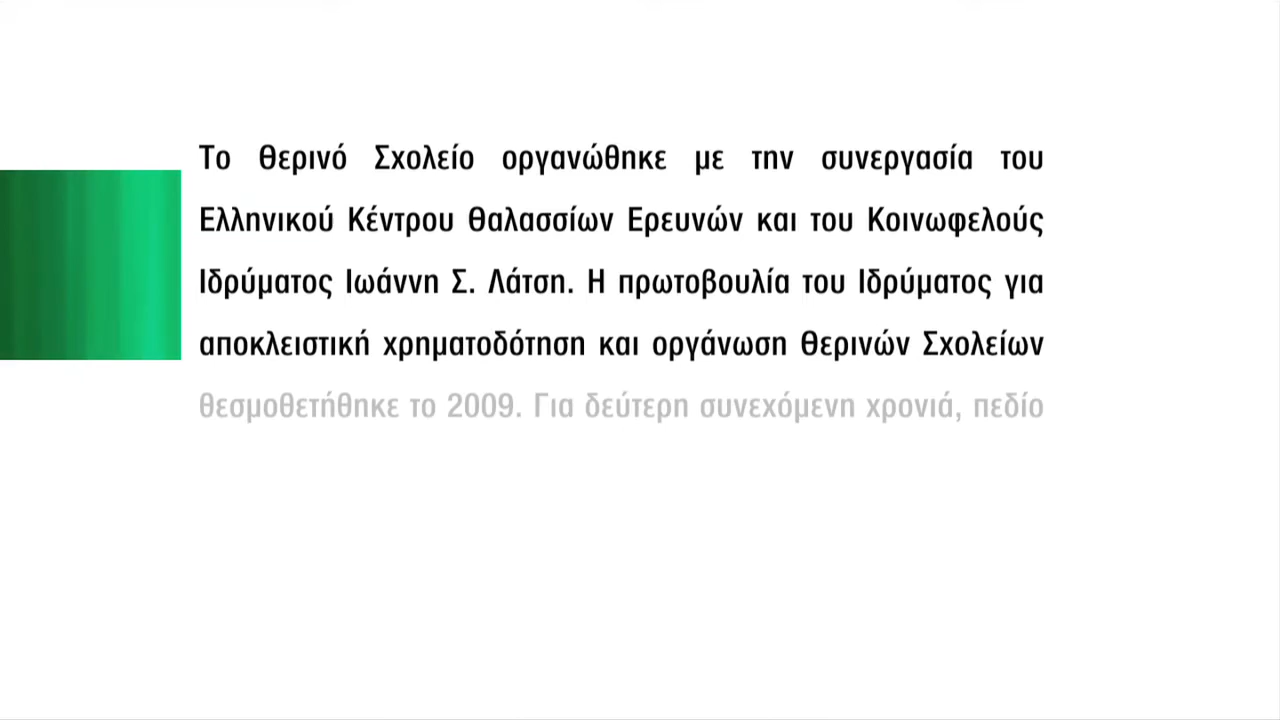 Το Θερινό Σχολείο οργανώθηκε με την συνεργασία του
Ελληνικού Κέντρου Θαλασσίων Ερευνών και του Κοινωφελούς
Ιδρύματος Ιωάννη Σ. Λάτση. Η πρωτοβουλία του Ιδρύματος για
αποκλειστική χρηματοδότηση και οργάνωση Θερινών Σχολείων
θεσμοθετήθηκε το 2009. Για δεύτερη συνεχόμενη χρονιά, πεδίο